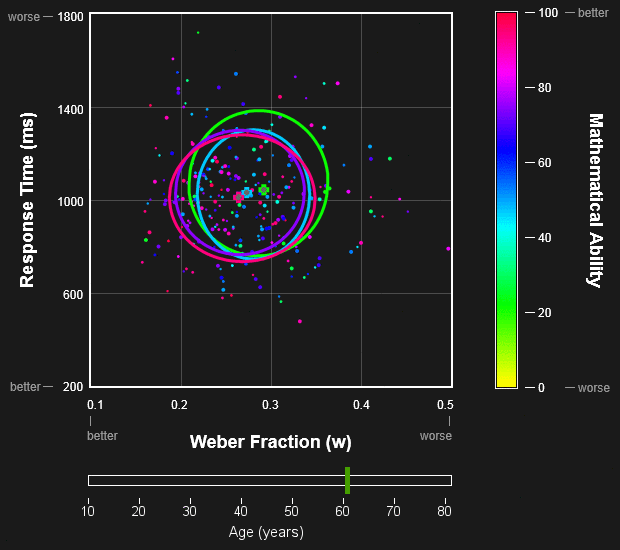 worse
1800
1400
1000
600
better
200
Response Time (ms)
0.1
0.2
0.3
0.4
0.5
better
worse
Weber Fraction (w)
10
20
30
40
50
60
70
80
Age (years)
100
better
80
60
40
20
0
worse
Mathematical Ability